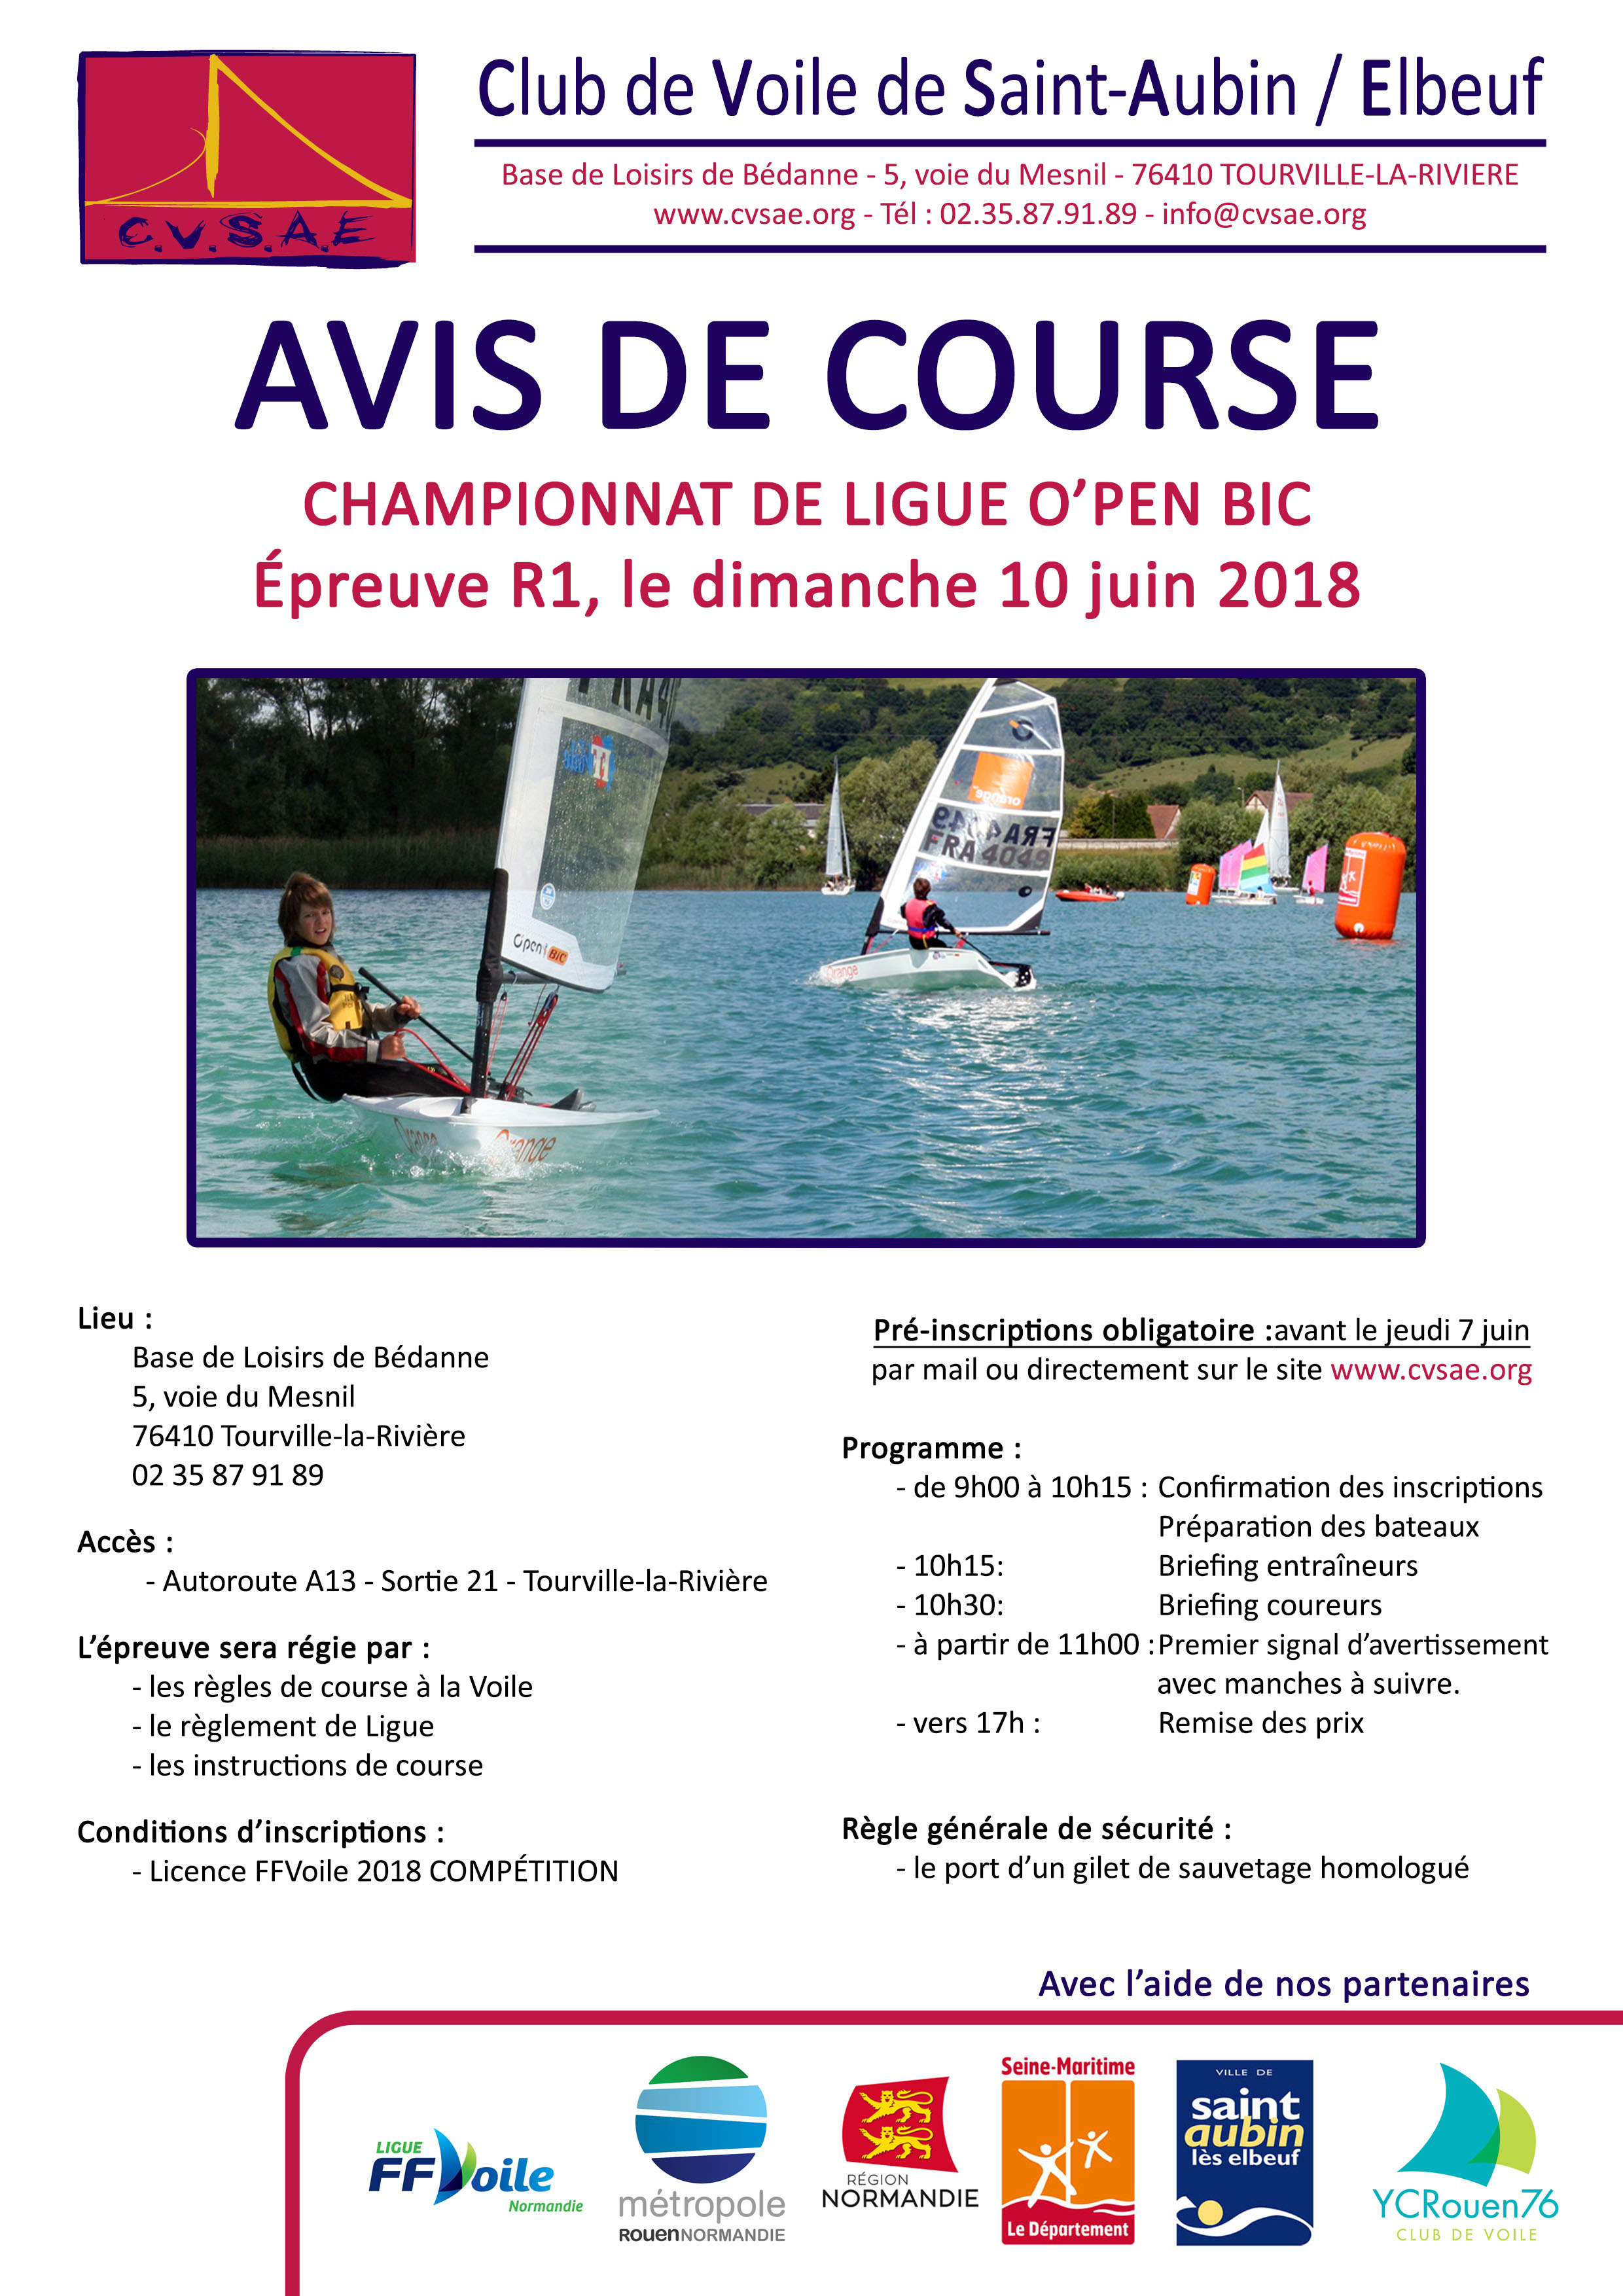 C.V.S.A.E
Club de Voile de Saint-Aubin / Elbeuf
Base de Loisirs de Bédanne - 5, voie du Mesnil - 76410 TOURVILLE-LA-RIVIERE
www.cvsae.org - Tél : 02.35.87.91.89 - info@cvsae.org
AVIS DE COURSE
CHAMPIONNAT DE LIGUE O’PEN BIC
Épreuve R1, le dimanche 10 juin 2018
orange
FRA 4049
FRA 4049
O'pen BIC
Orange
Orange
Lieu :
Base de Loisirs de Bédanne
5, voie du Mesnil
76410 Tourville-la-Rivière
02 35 87 91 89
Accès :
- Autoroute A13 - Sortie 21 - Tourville-la-Rivière
L’épreuve sera régie par :
- les règles de course à la Voile
- le règlement de Ligue
- les instructions de course
Conditions d’inscriptions :
- Licence FFVoile 2018 COMPÉTITION
Pré-inscriptions obligatoire :avant le jeudi 7 juin
par mail ou directement sur le site www.cvsae.org
Programme :
- de 9h00 à 10h15 : Confirmation des inscriptions
Préparation des bateaux
- 10h15: Briefing entraîneurs
- 10h30: Briefing coureurs
- à partir de 11h00 :Premier signal d’avertissement
avec manches à suivre.
- vers 17h : Remise des prix
Règle générale de sécurité :
- le port d’un gilet de sauvetage homologué
Avec l’aide de nos partenaires
LIGUE
FFVoile
Normandie
métropole
ROUENNORMANDIE
RÉGION
NORMANDIE
Seine-Maritime
Le Département
VILLE DE
saint
aubin
lès elbeuf
YCRouen76
CLUB DE VOILE